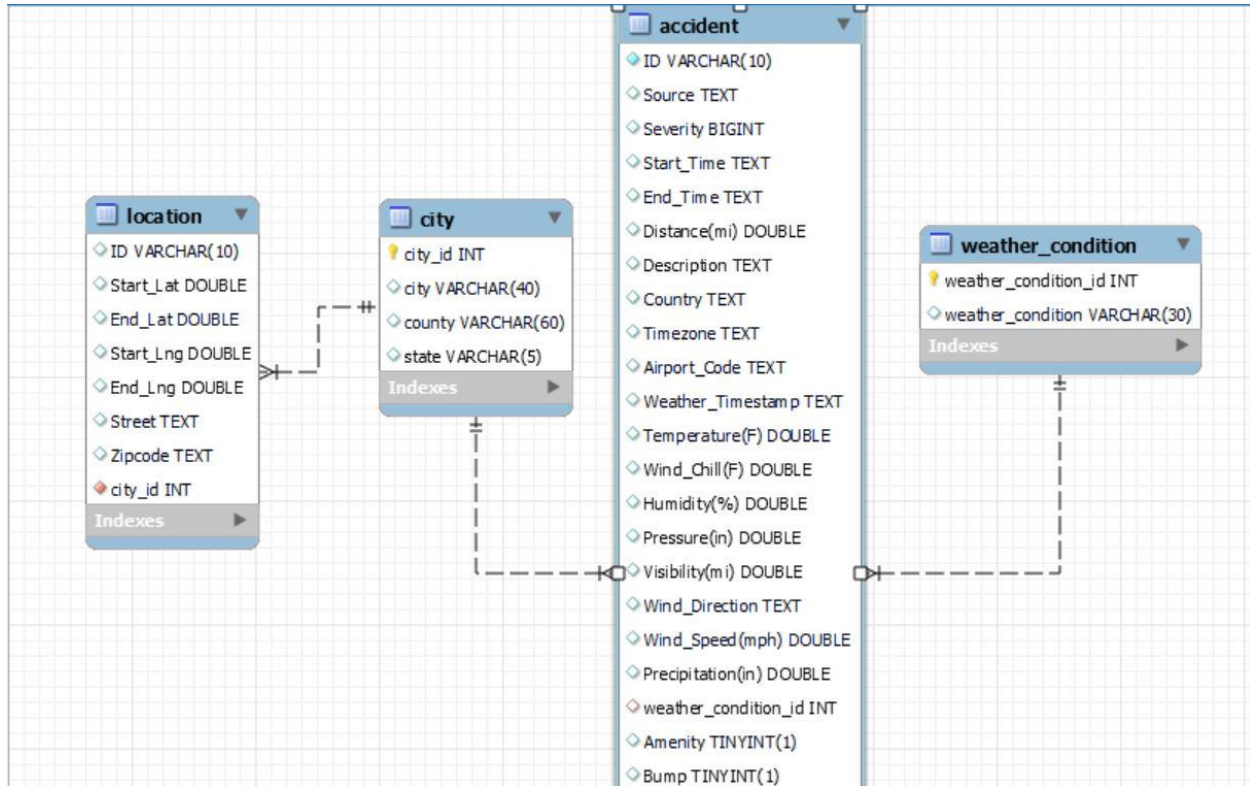 location
ID VARCHAR(10)
Start_Lat DOUBLE
End_Lat DOUBLE
Start_Lng DOUBLE
End_Lng DOUBLE
Street TEXT
Zipcode TEXT
city_id INT
Indexes
city
city_id INT
city VARCHAR(40)
county VARCHAR(60)
state VARCHAR(5)
Indexes
accident
ID VARCHAR(10)
Source TEXT
Severity BIGINT
Start_Time TEXT
End_Time TEXT
Distance(mi) DOUBLE
Description TEXT
Country TEXT
Timezone TEXT
Airport_Code TEXT
Weather_Timestamp TEXT
Temperature(F) DOUBLE
Wind_Chill(F) DOUBLE
Humidity(%) DOUBLE
Pressure(in) DOUBLE
Visibility(mi) DOUBLE
Wind_Direction TEXT
Wind_Speed(mph) DOUBLE
Precipitation(in) DOUBLE
weather_condition_id INT
Amenity TINYINT(1)
Bump TINYINT(1)
weather_condition
weather_condition_id INT
weather_condition VARCHAR(30)
Indexes